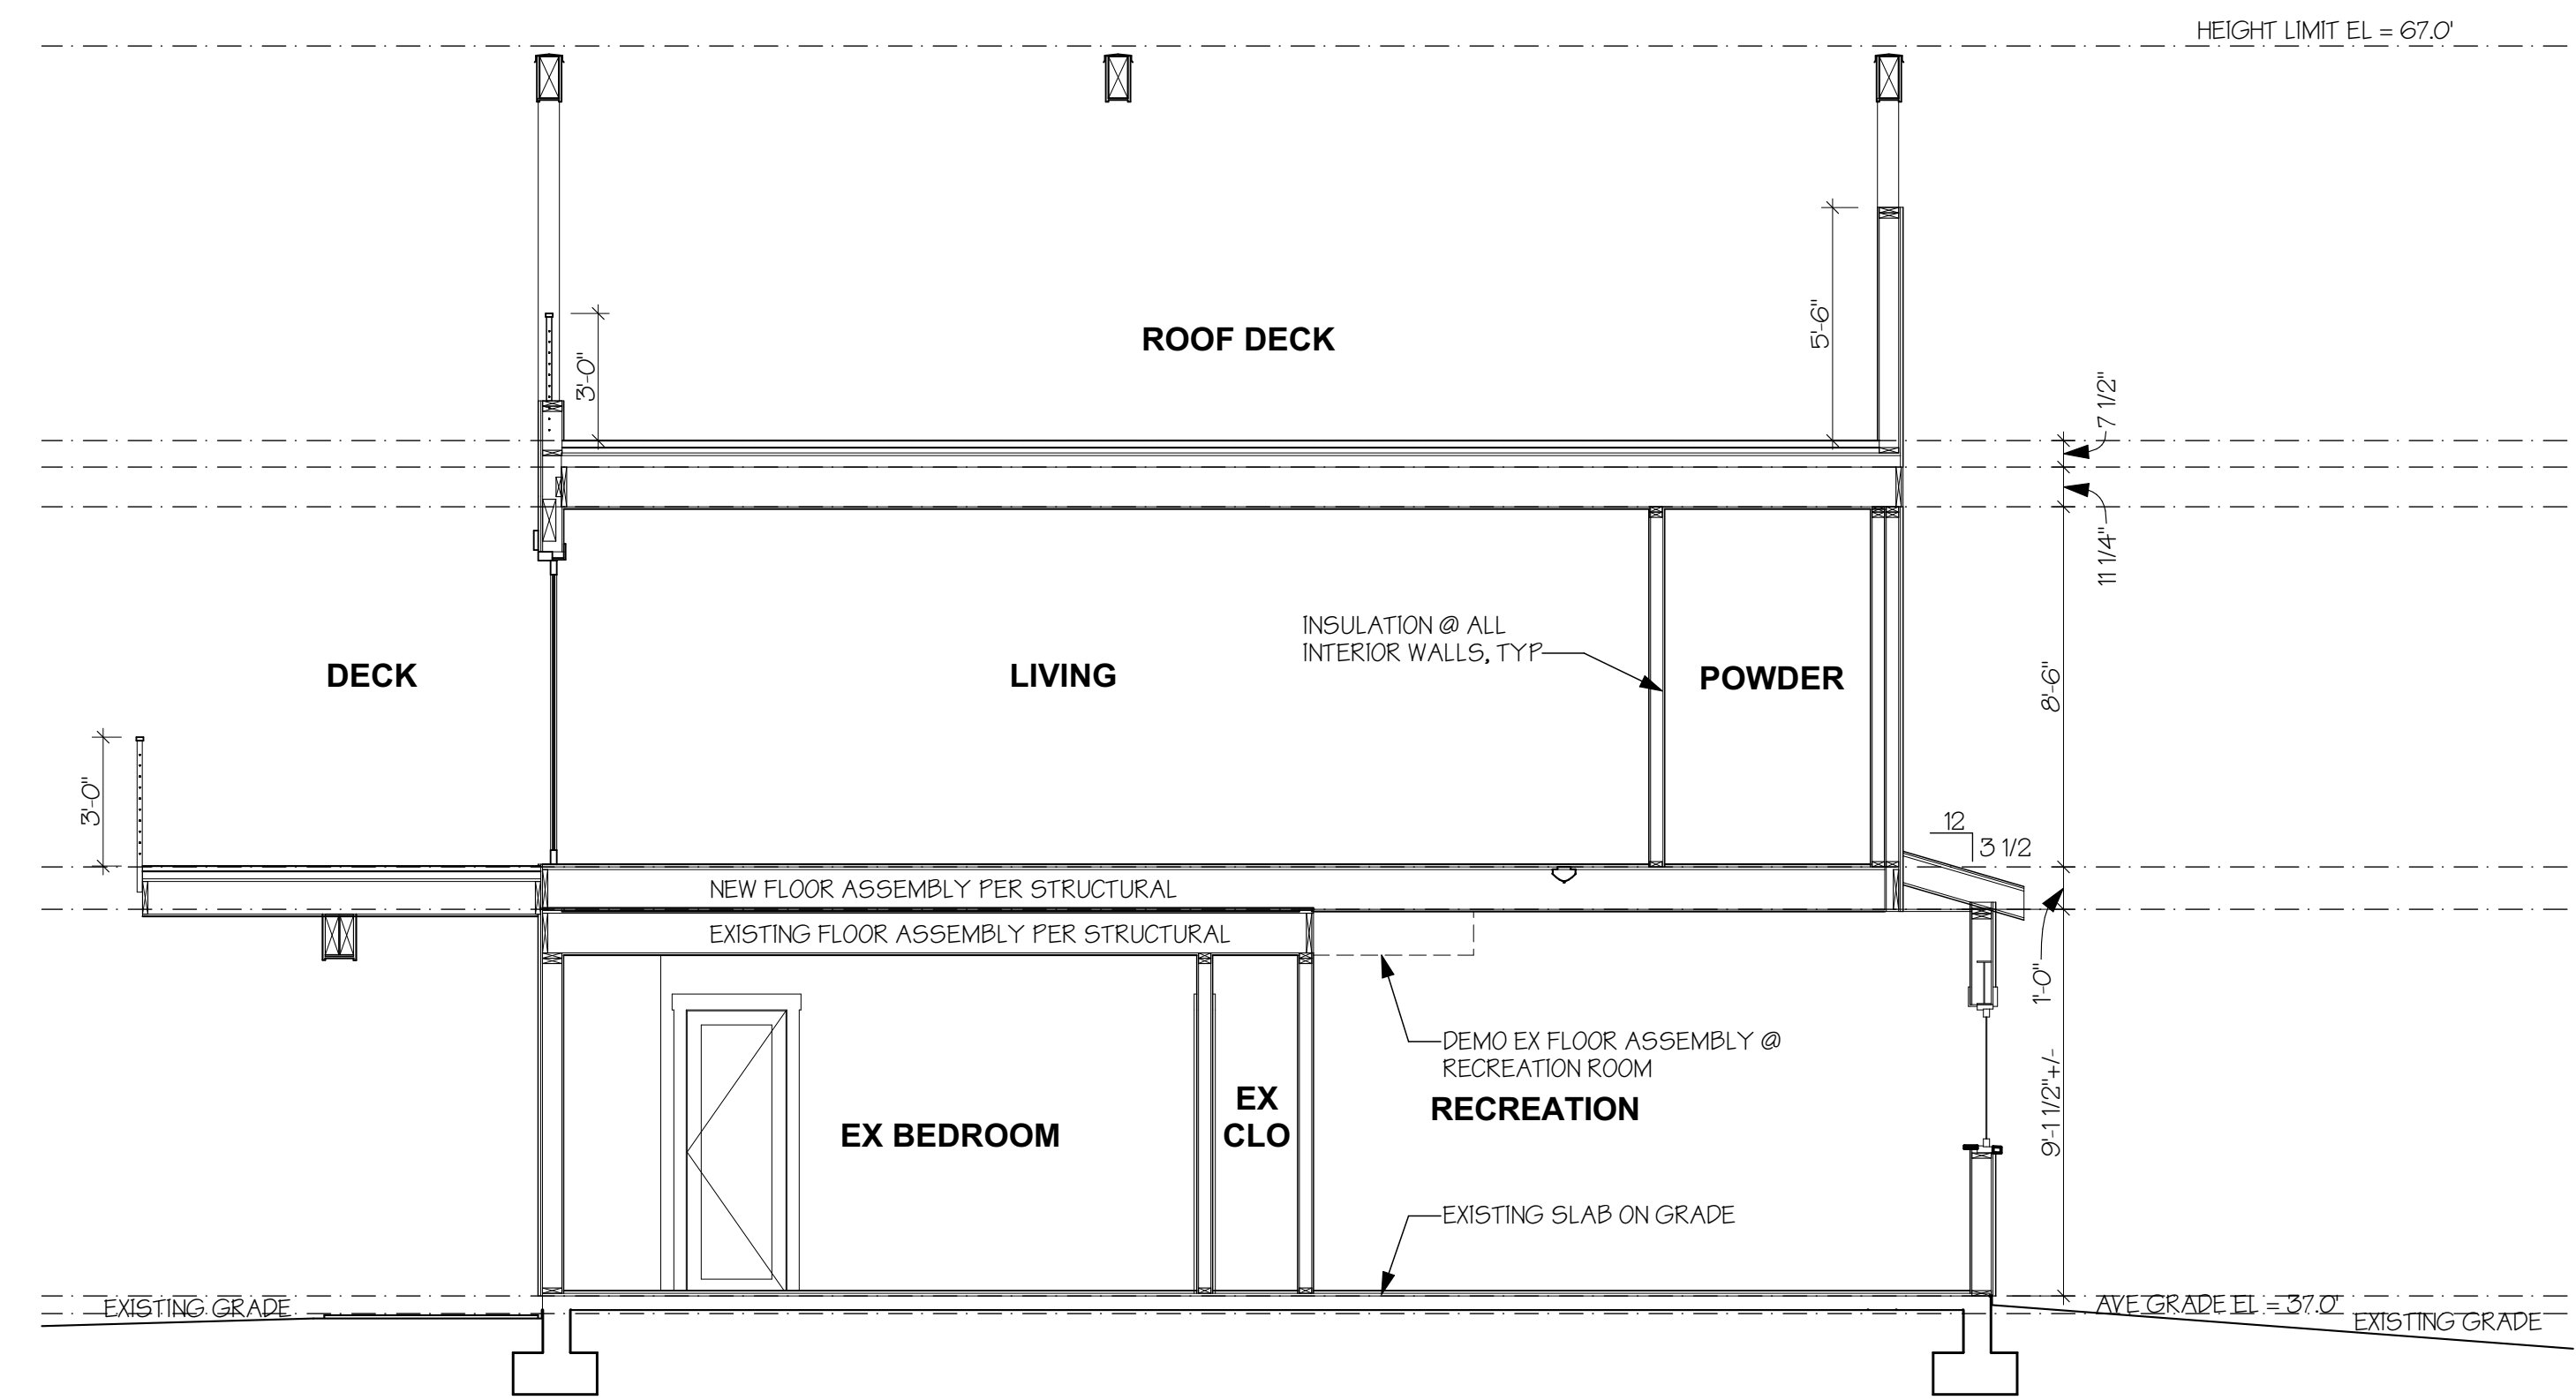 HEIGHT LIMIT EL = 67.0'
ROOF DECK
3'-0"
5'-6"
7 1/2"
11 1/4"
INSULATION @ ALL
INTERIOR WALLS, TYP
DECK
LIVING
POWDER
8'-6"
3'-0"
12
3 1/2
NEW FLOOR ASSEMBLY PER STRUCTURAL
EXISTING FLOOR ASSEMBLY PER STRUCTURAL
1'-0"
DEMO EX FLOOR ASSEMBLY @
RECREATION ROOM
EX BEDROOM
EX
CLO
RECREATION
9'-1 1/2"+/-
EXISTING SLAB ON GRADE
EXISTING GRADE
AVE GRADE EL = 37.0'
EXISTING GRADE